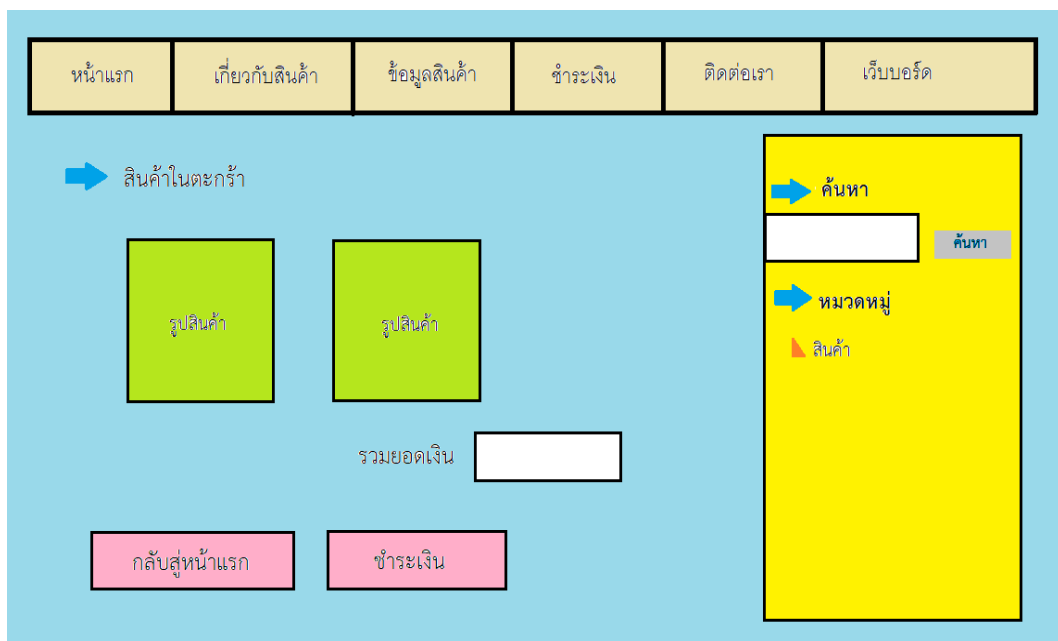 หน้าแรก เกี่ยวกับสินค้า ข้อมูลสินค้า ชำระเงิน ติดต่อเรา เว็บบอร์ด
สินค้าในตะกร้า
ค้นหา
ค้นหา
หมวดหมู่
สินค้า
รูปสินค้า รูปสินค้า
รวมยอดเงิน
กลับสู่หน้าแรก ชำระเงิน